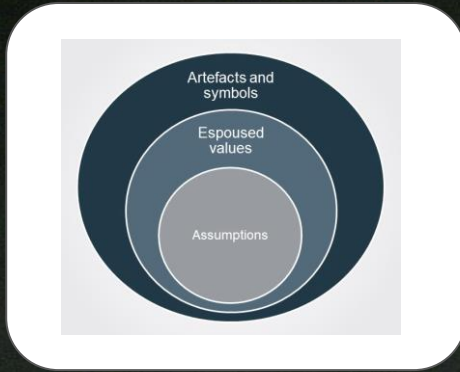 Artefacts and
symbols
Espoused
values
Assumptions